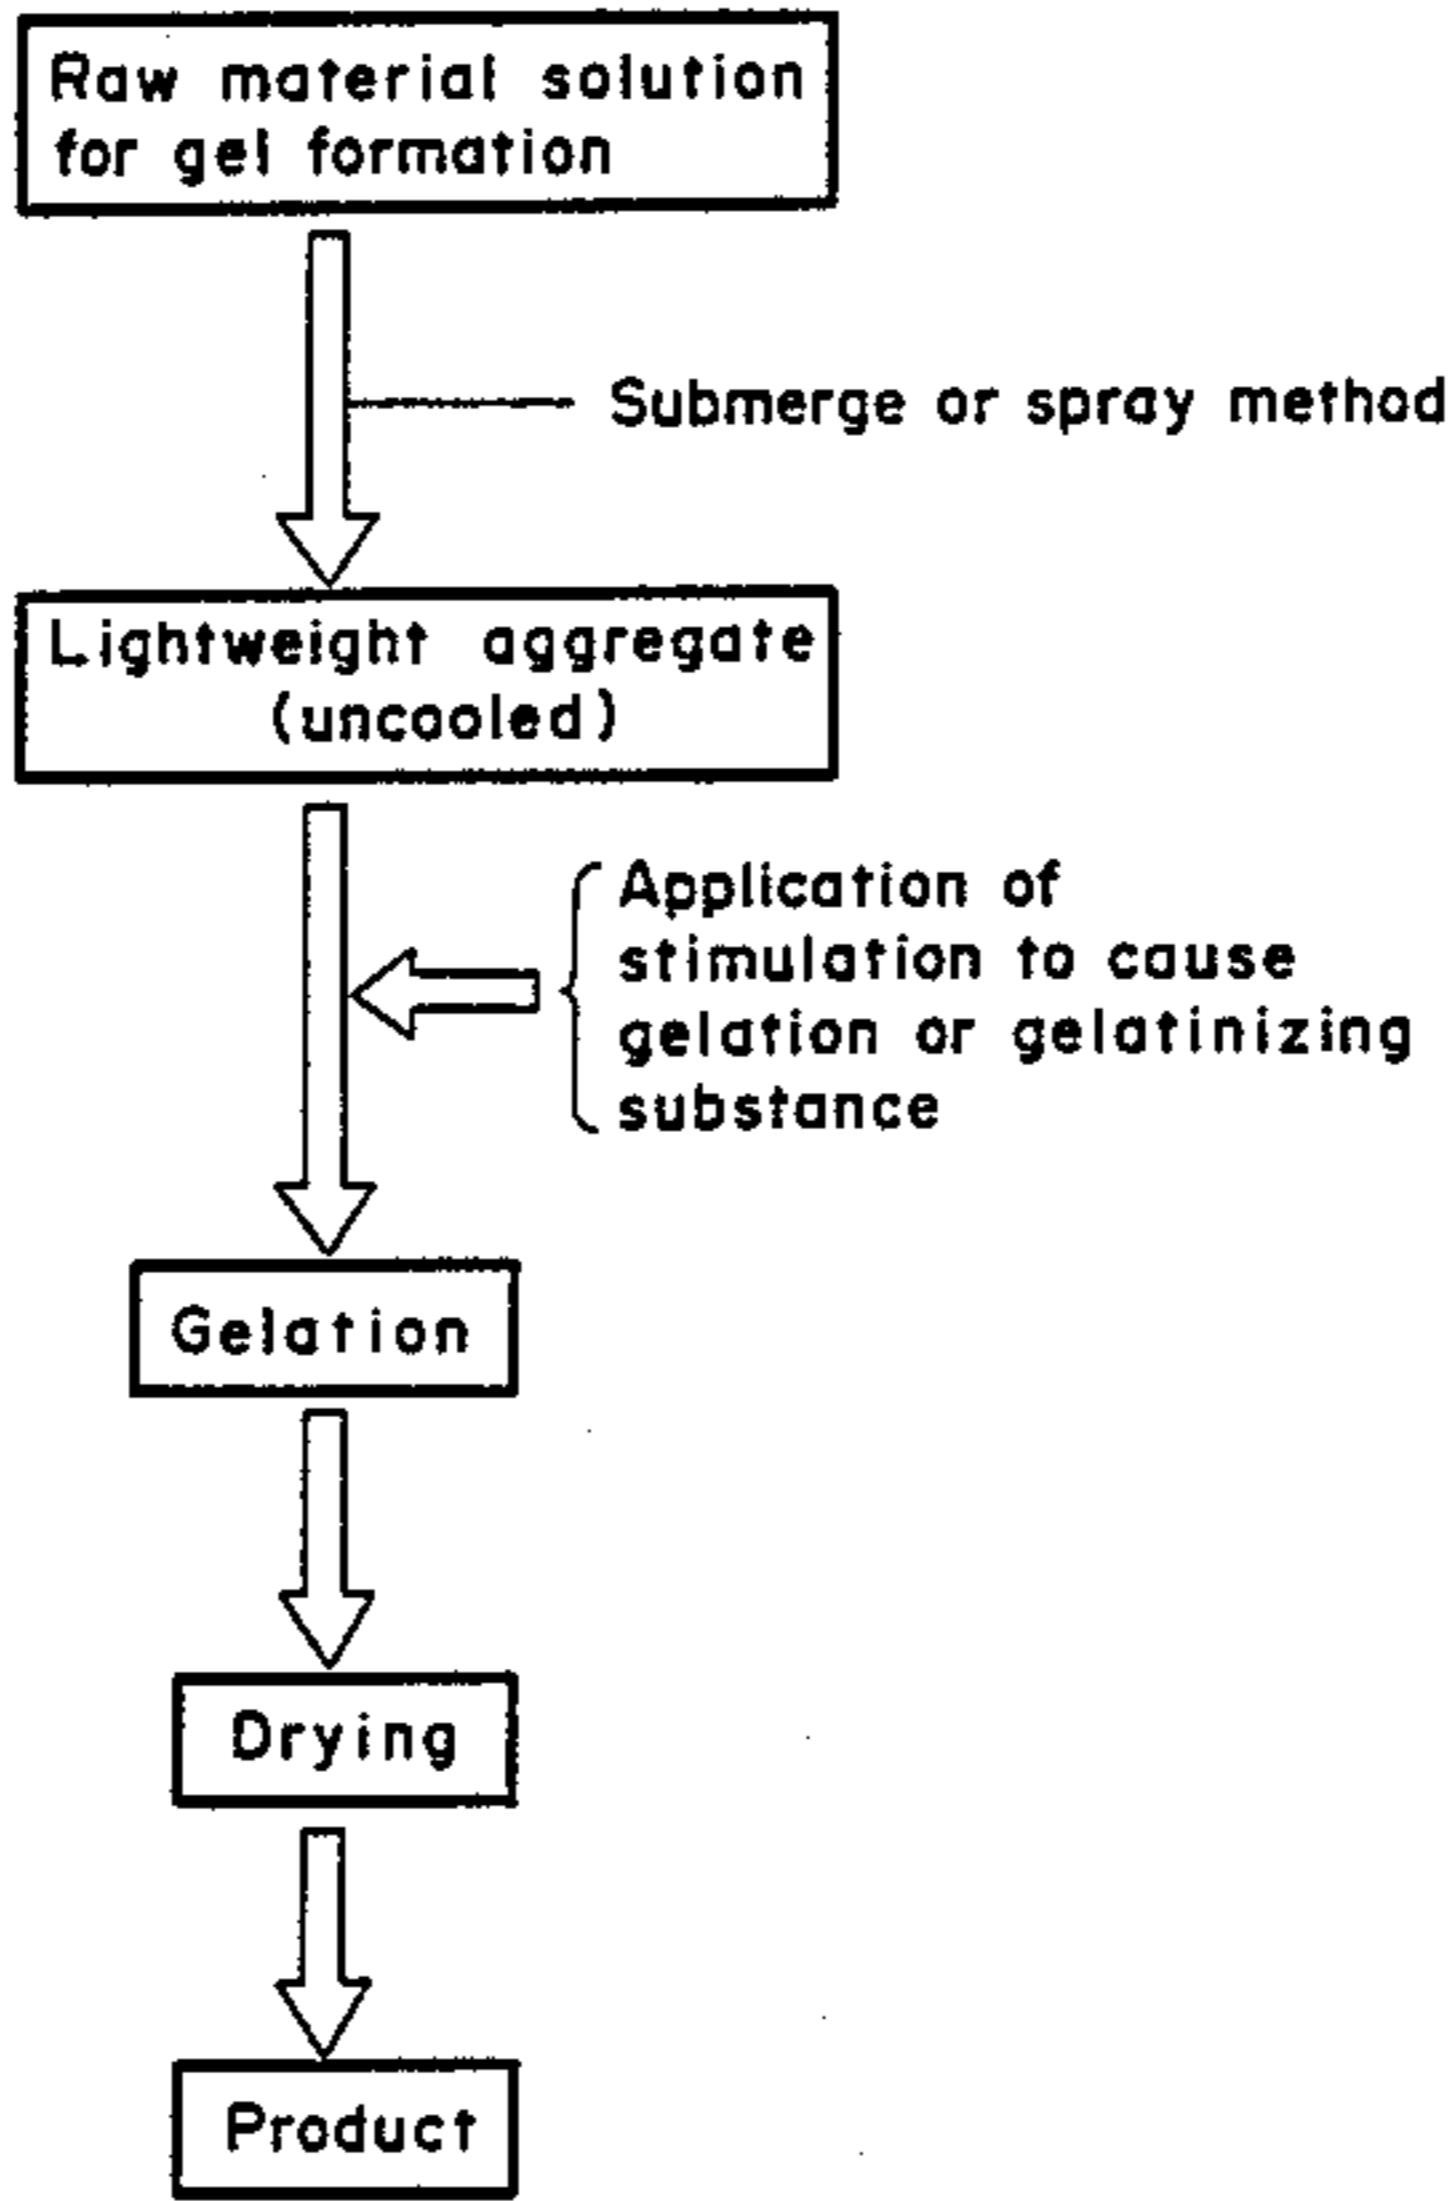 Raw material solution
for gel formation
Submerge or spray method
Lightweight aggregate
(uncooled)
Application of
stimulation to cause
gelation or gelatinizing
substance
Gelation
Drying
Product